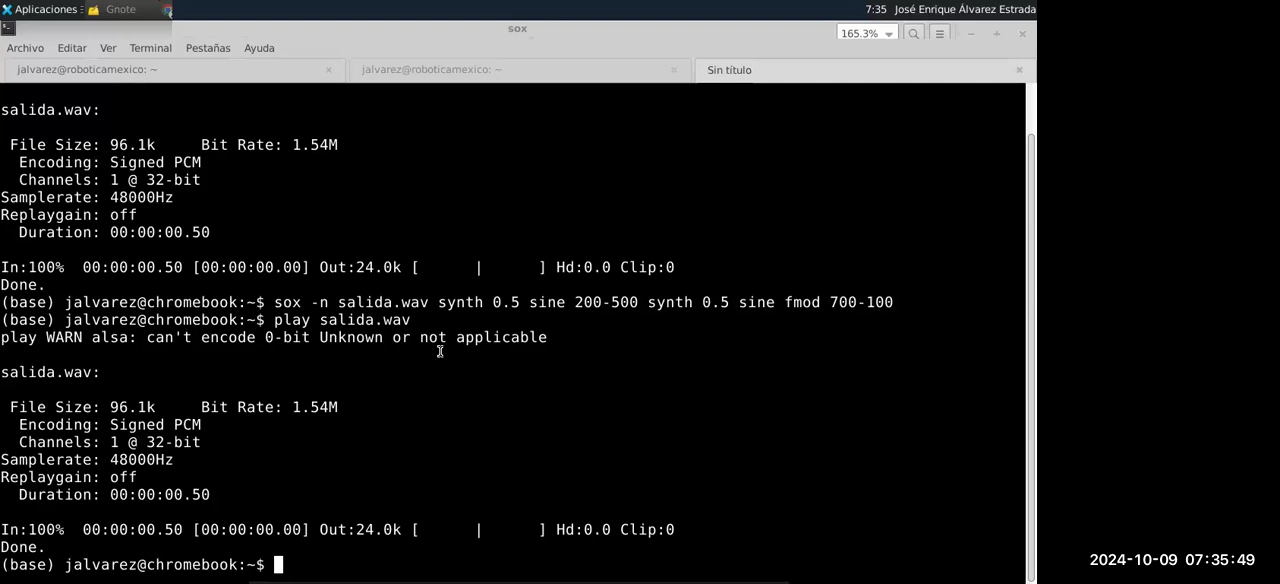 Aplicaciones Gnote 7:35 José Enrique Álvarez Estrada
sox 165.3%
Archivo Editar Ver Terminal Pestañas Ayuda
jalvarez@roboticamexico: ~ jalvarez@roboticamexico: ~ Sin título
salida.wav:
File Size: 96.1k Bit Rate: 1.54M
Encoding: Signed PCM
Channels: 1 @ 32-bit
Samplerate: 48000Hz
Replaygain: off
Duration: 00:00:00.50
In:100% 00:00:00.50 [00:00:00.00] Out:24.0k [ | ] Hd:0.0 Clip:0
Done.
(base) jalvarez@chromebook:~$ sox -n salida.wav synth 0.5 sine 200-500 synth 0.5 sine fmod 700-100
(base) jalvarez@chromebook:~$ play salida.wav
play WARN alsa: can't encode 0-bit Unknown or not applicable
salida.wav:
File Size: 96.1k Bit Rate: 1.54M
Encoding: Signed PCM
Channels: 1 @ 32-bit
Samplerate: 48000Hz
Replaygain: off
Duration: 00:00:00.50
In:100% 00:00:00.50 [00:00:00.00] Out:24.0k [ | ] Hd:0.0 Clip:0
Done.
(base) jalvarez@chromebook:~$
2024-10-09 07:35:49